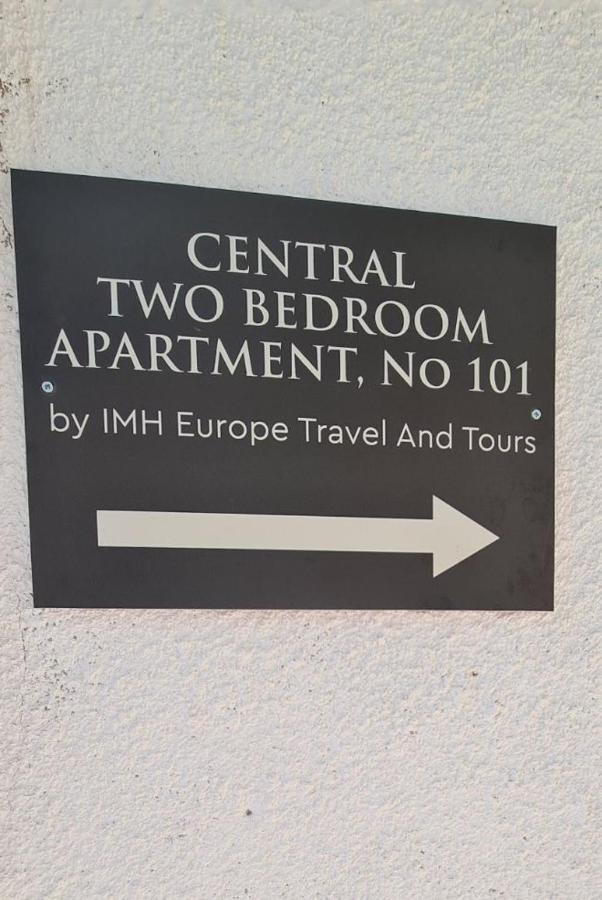 CENTRAL
TWO BEDROOM
APARTMENT, No 101
by IMH Europe Travel And Tours